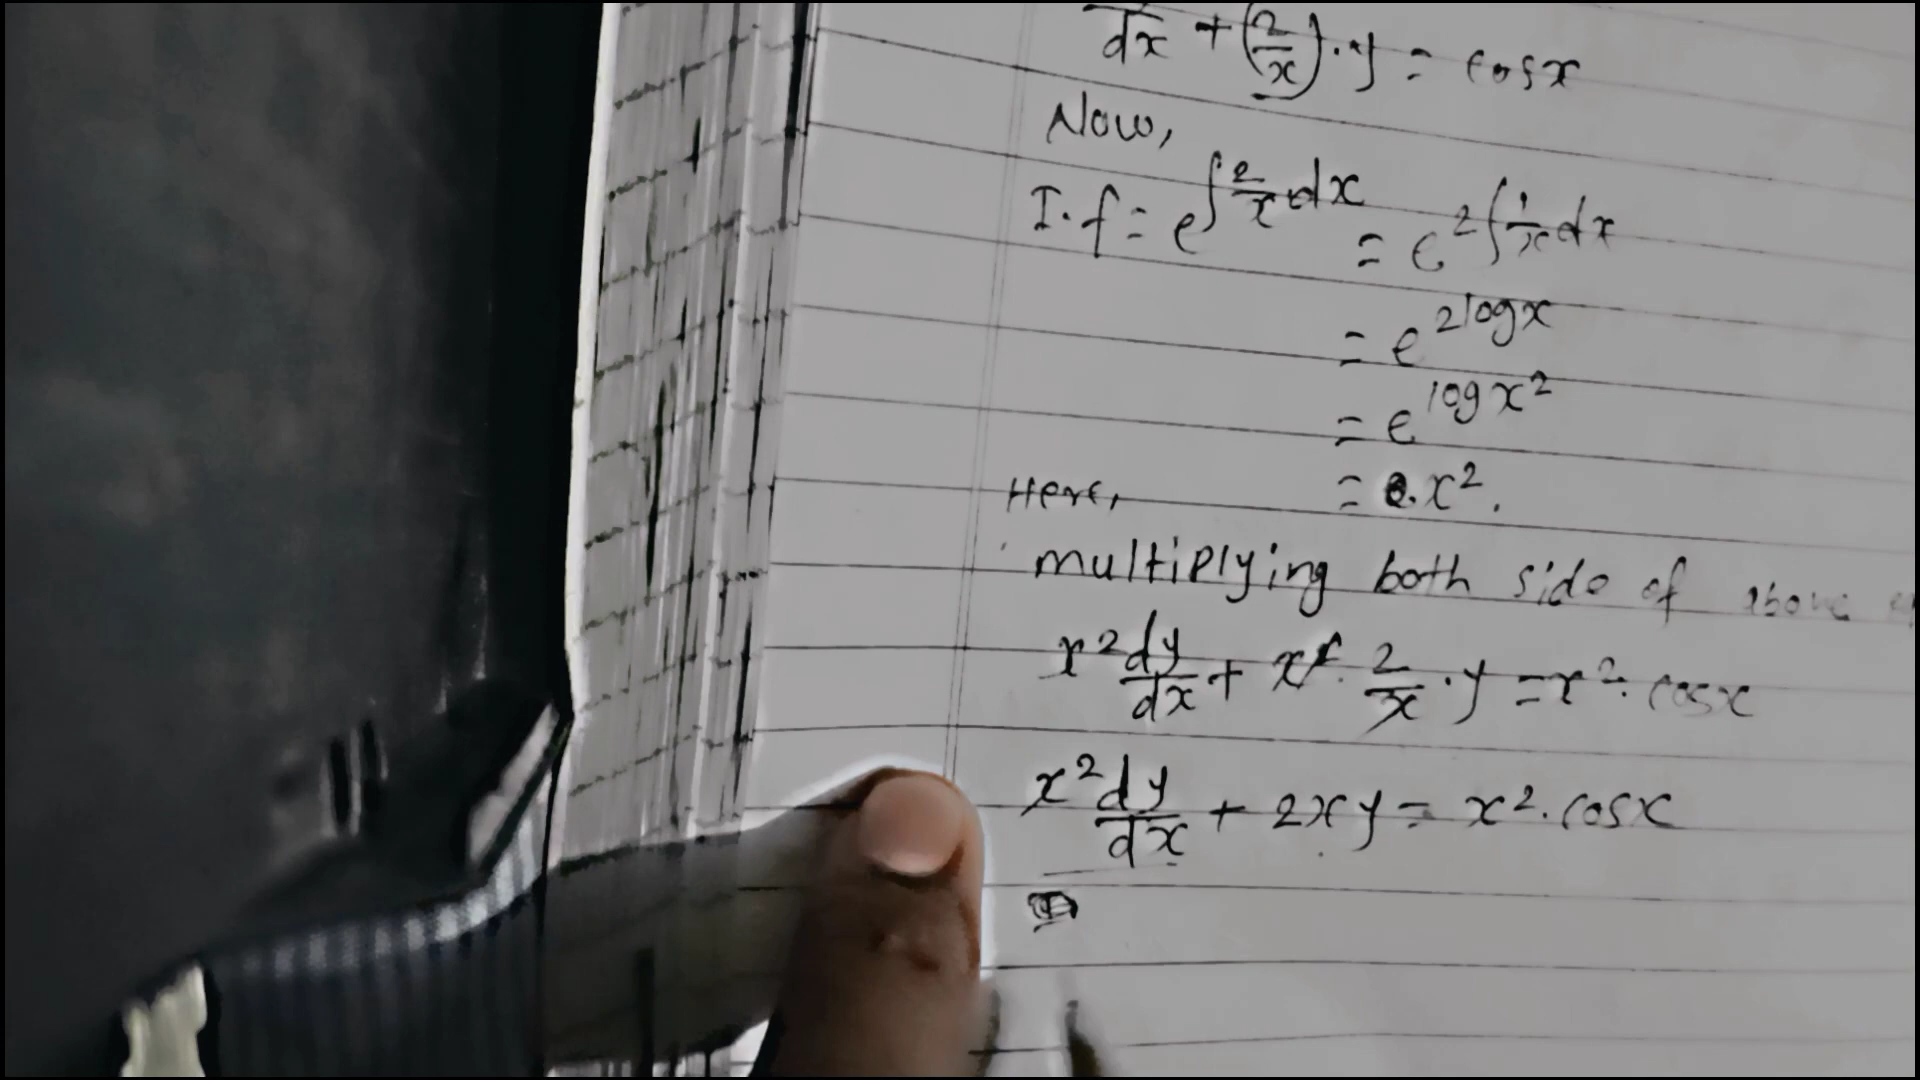 dx + (2/x) . y = cosx
Now,
I.f = e^∫2/x dx = e^2∫1/x dx
= e^2logx
= e^logx²
= x².
Here,
multiplying both side of above
x² dy/dx + x² . 2/x . y = x² . cosx
x² dy/dx + 2xy = x² . cosx